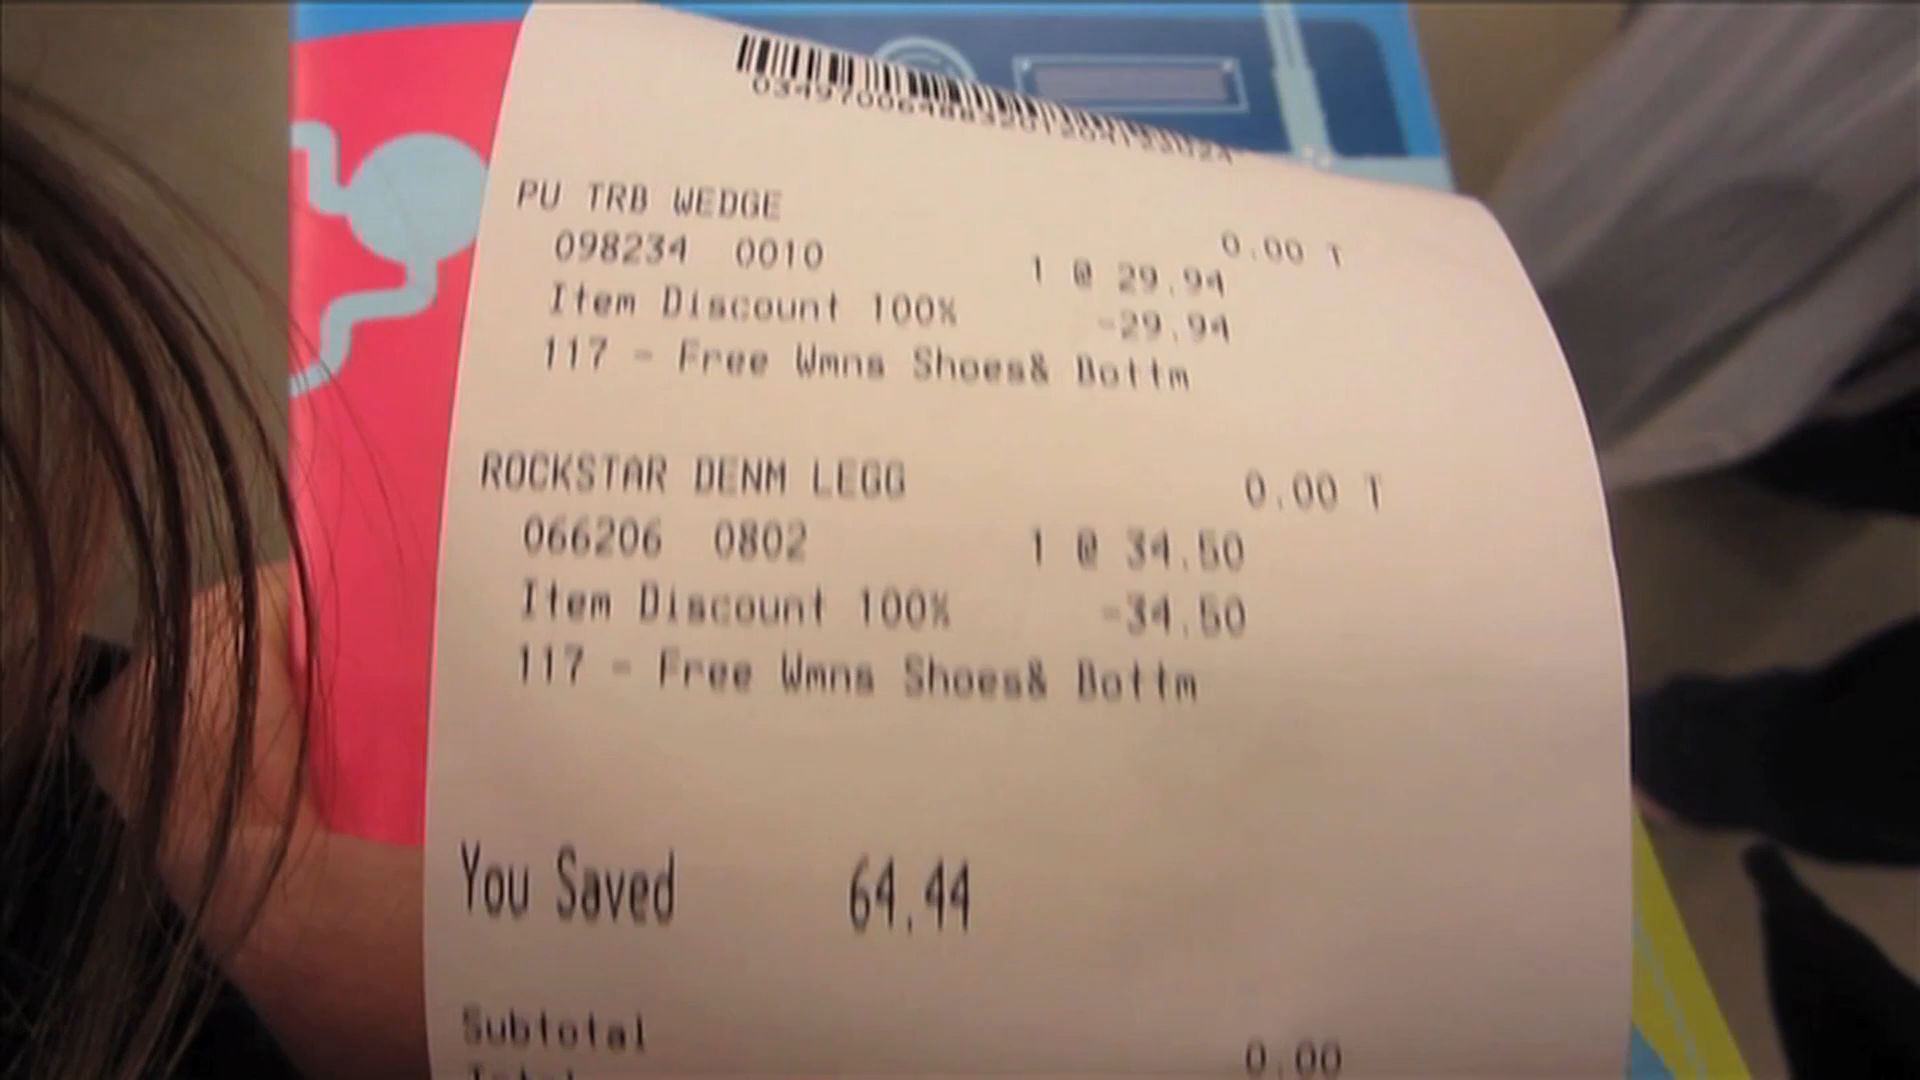 PU TRB WEDGE 0.00 T
098234 0010 1 @ 29.94
Item Discount 100% -29.94
117 - Free Wmns Shoes& Bottm
ROCKSTAR DENM LEGG 0.00 T
066206 0802 1 @ 34.50
Item Discount 100% -34.50
117 - Free Wmns Shoes& Bottm
You Saved 64.44
Subtotal 0.00